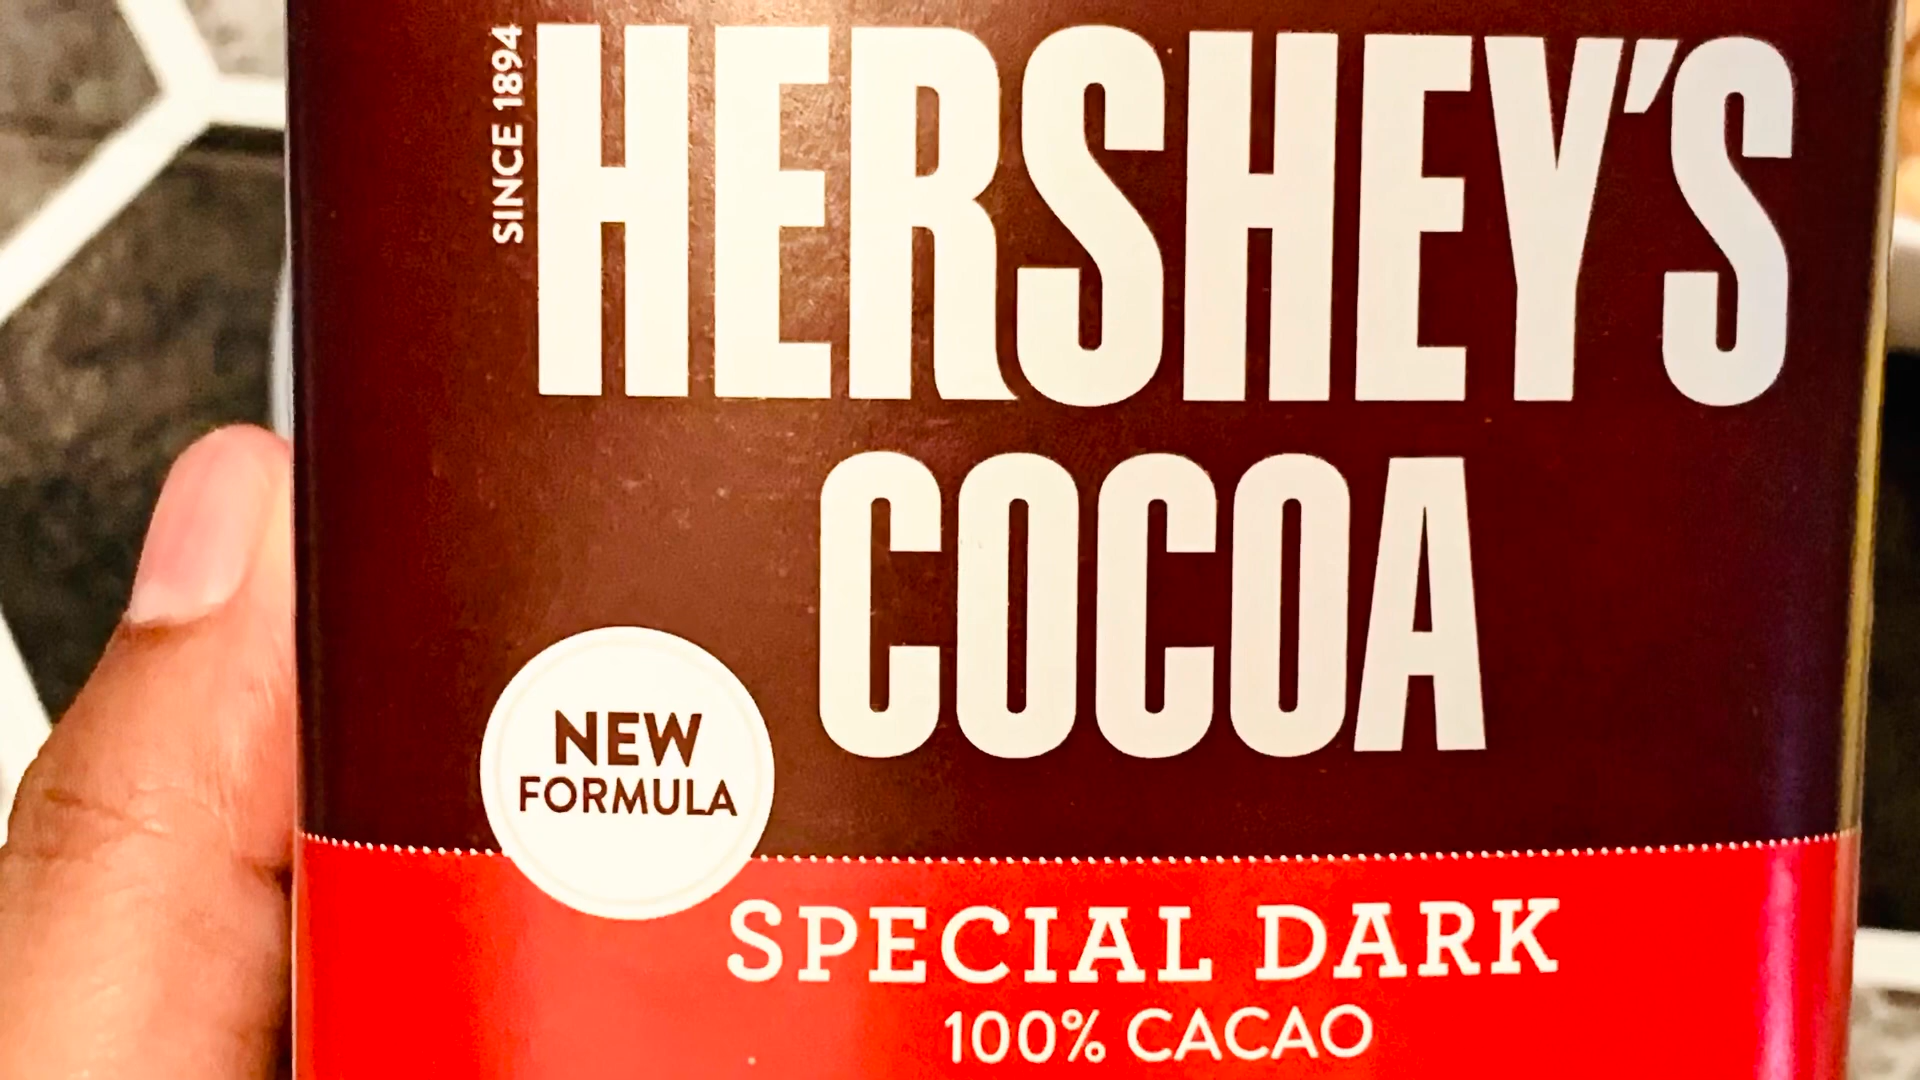 SINCE 1894
HERSHEY'S
COCOA
NEW
FORMULA
SPECIAL DARK
100% CACAO